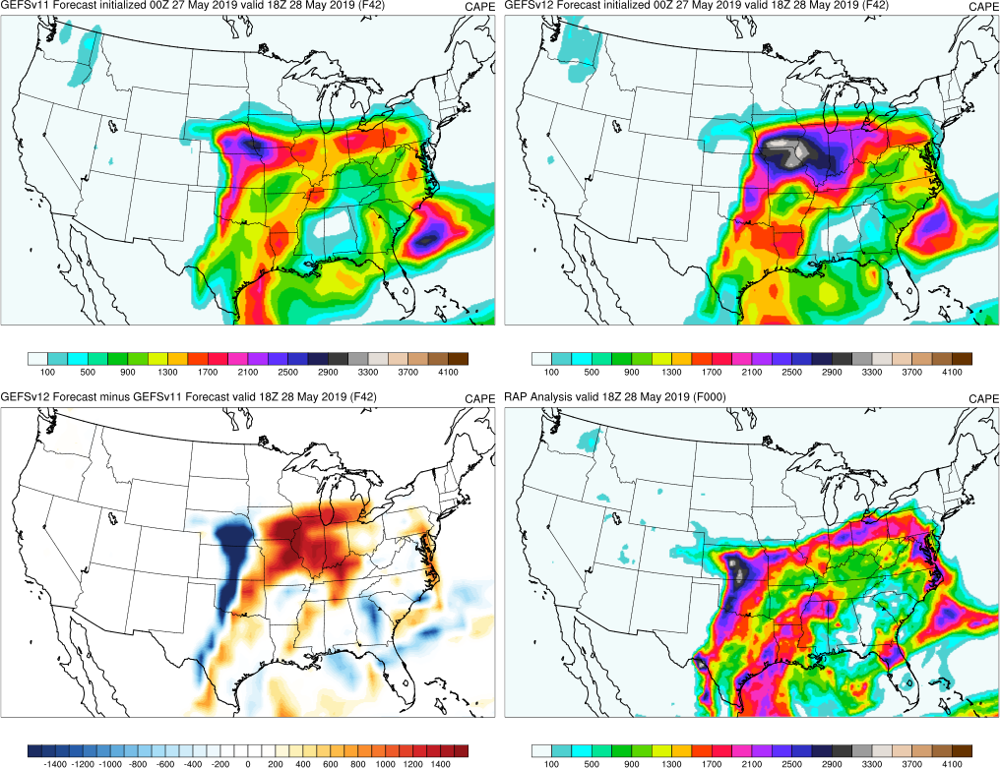 GEFSv11 Forecast initialized 00Z 27 May 2019 valid 18Z 28 May 2019 (F42) CAPE
GEFSv12 Forecast initialized 00Z 27 May 2019 valid 18Z 28 May 2019 (F42) CAPE
100 500 900 1300 1700 2100 2500 2900 3300 3700 4100
100 500 900 1300 1700 2100 2500 2900 3300 3700 4100
GEFSv12 Forecast minus GEFSv11 Forecast valid 18Z 28 May 2019 (F42) CAPE
RAP Analysis valid 18Z 28 May 2019 (F000) CAPE
-1400 -1200 -1000 -800 -600 -400 -200 0 200 400 600 800 1000 1200 1400
100 500 900 1300 1700 2100 2500 2900 3300 3700 4100